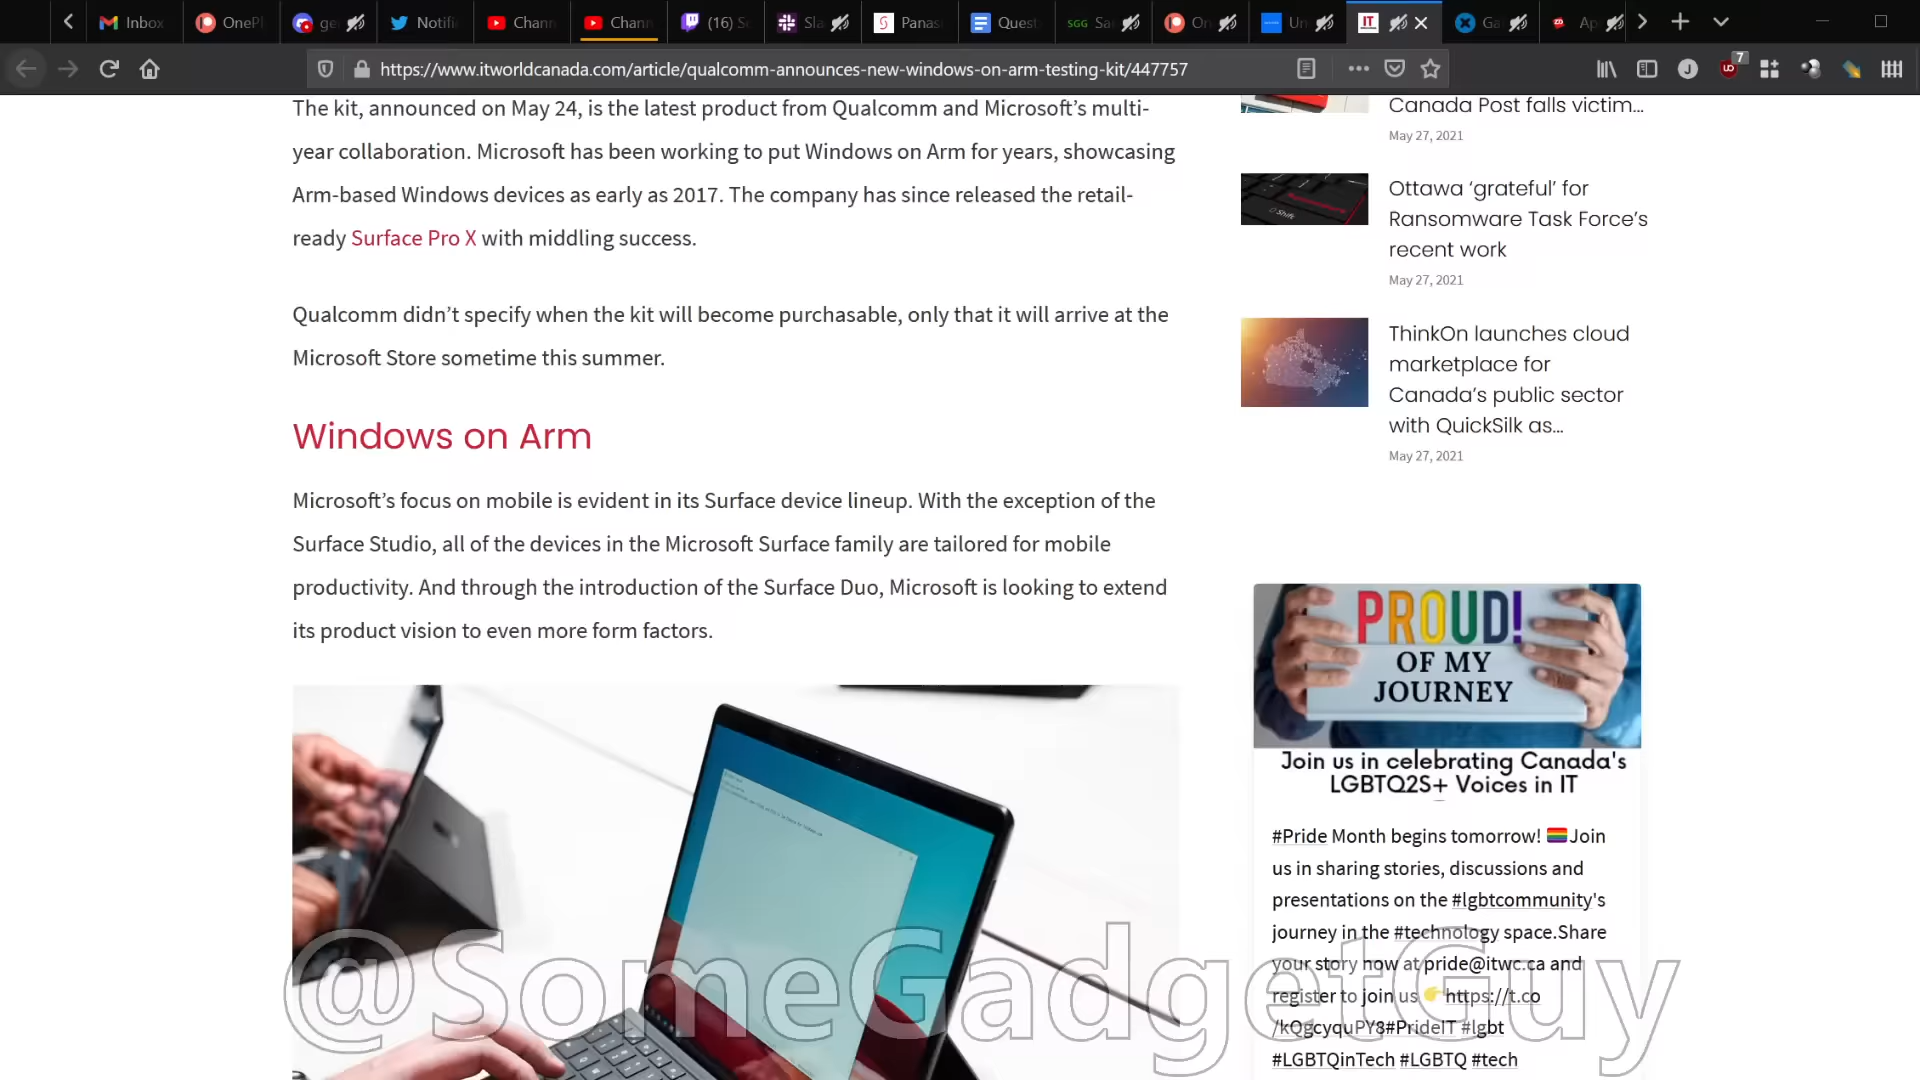 Inbox
OneP
ge
Notifi
Chann
Chann
(16) S
Sla
Panas
Quest
SGG Sa
On
Un
IT
Ga
Ap
https://www.itworldcanada.com/article/qualcomm-announces-new-windows-on-arm-testing-kit/447757
J
7
The kit, announced on May 24, is the latest product from Qualcomm and Microsoft’s multi-
year collaboration. Microsoft has been working to put Windows on Arm for years, showcasing
Arm-based Windows devices as early as 2017. The company has since released the retail-
ready Surface Pro X with middling success.
Qualcomm didn’t specify when the kit will become purchasable, only that it will arrive at the
Microsoft Store sometime this summer.
Windows on Arm
Microsoft’s focus on mobile is evident in its Surface device lineup. With the exception of the
Surface Studio, all of the devices in the Microsoft Surface family are tailored for mobile
productivity. And through the introduction of the Surface Duo, Microsoft is looking to extend
its product vision to even more form factors.
Canada Post falls victim...
May 27, 2021
Shift
Ottawa ‘grateful’ for
Ransomware Task Force’s
recent work
May 27, 2021
ThinkOn launches cloud
marketplace for
Canada’s public sector
with QuickSilk as...
May 27, 2021
PROUD!
OF MY
JOURNEY
Join us in celebrating Canada's
LGBTQ2S+ Voices in IT
#Pride Month begins tomorrow! 🏳️‍🌈Join
us in sharing stories, discussions and
presentations on the #lgbtcommunity's
journey in the #technology space.Share
your story now at pride@itwc.ca and
register to join us 👉https://t.co
/kQgcyquPY8#PrideIT #lgbt
#LGBTQinTech #LGBTQ #tech
@SomeGadgetGuy